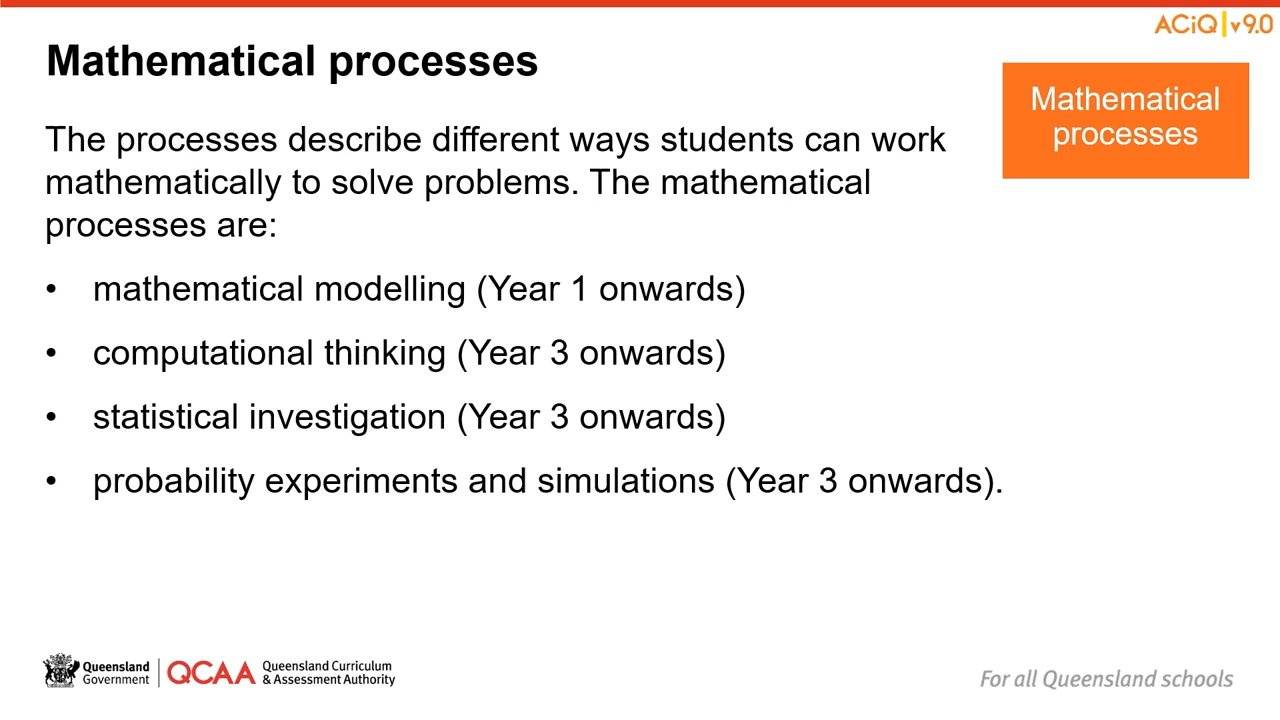 ACiQ v9.0
Mathematical processes
Mathematical
processes
The processes describe different ways students can work
mathematically to solve problems. The mathematical
processes are:
• mathematical modelling (Year 1 onwards)
• computational thinking (Year 3 onwards)
• statistical investigation (Year 3 onwards)
• probability experiments and simulations (Year 3 onwards).
Queensland
Government
QCAA
Queensland Curriculum
& Assessment Authority
For all Queensland schools